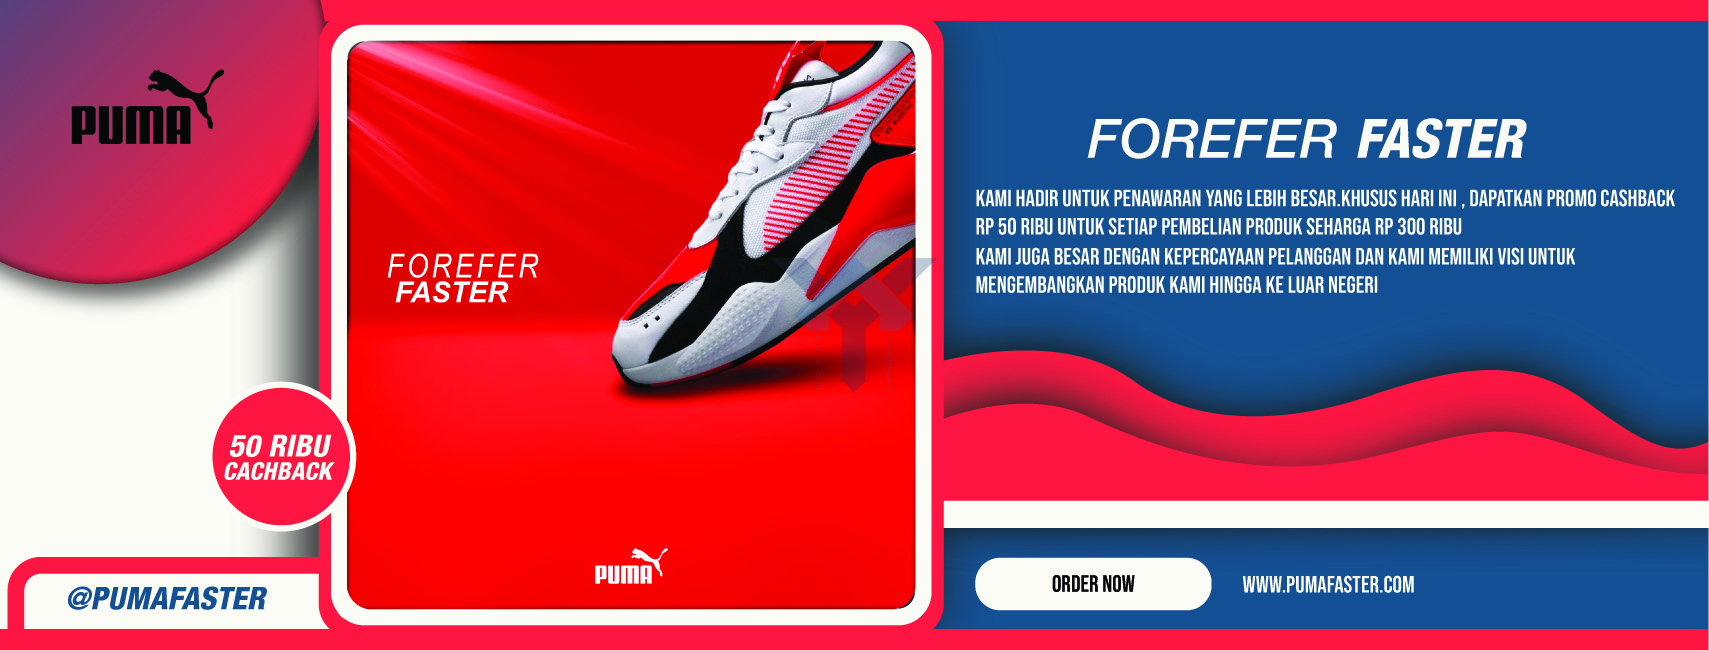 PUMA
FOREFER
FASTER
50 RIBU
CACHBACK
PUMA
@PUMAFASTER
FOREFER FASTER
KAMI HADIR UNTUK PENAWARAN YANG LEBIH BESAR.KHUSUS HARI INI , DAPATKAN PROMO CASHBACK
RP 50 RIBU UNTUK SETIAP PEMBELIAN PRODUK SEHARGA RP 300 RIBU
KAMI JUGA BESAR DENGAN KEPERCAYAAN PELANGGAN DAN KAMI MEMILIKI VISI UNTUK
MENGEMBANGKAN PRODUK KAMI HINGGA KE LUAR NEGERI
ORDER NOW
WWW.PUMAFASTER.COM